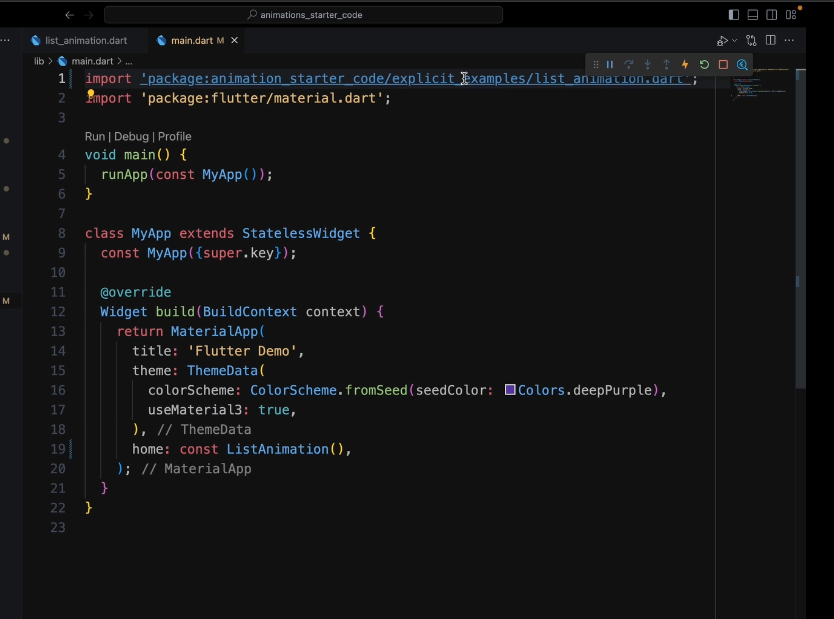 animations_starter_code
list_animation.dart main.dart M
lib > main.dart > ...
1 import 'package:animation_starter_code/explicit_examples/list_animation.dart';
2 import 'package:flutter/material.dart';
3
Run | Debug | Profile
4 void main() {
5 runApp(const MyApp());
6 }
7
8 class MyApp extends StatelessWidget {
9 const MyApp({super.key});
10
11 @override
12 Widget build(BuildContext context) {
13 return MaterialApp(
14 title: 'Flutter Demo',
15 theme: ThemeData(
16 colorScheme: ColorScheme.fromSeed(seedColor: Colors.deepPurple),
17 useMaterial3: true,
18 ), // ThemeData
19 home: const ListAnimation(),
20 ); // MaterialApp
21 }
22 }
23
M
M